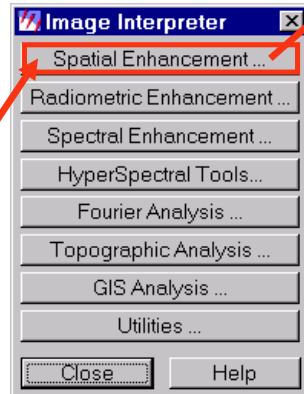 Image Interpreter
Spatial Enhancement ...
Radiometric Enhancement ...
Spectral Enhancement ...
HyperSpectral Tools...
Fourier Analysis ...
Topographic Analysis ...
GIS Analysis ...
Utilities ...
Close Help